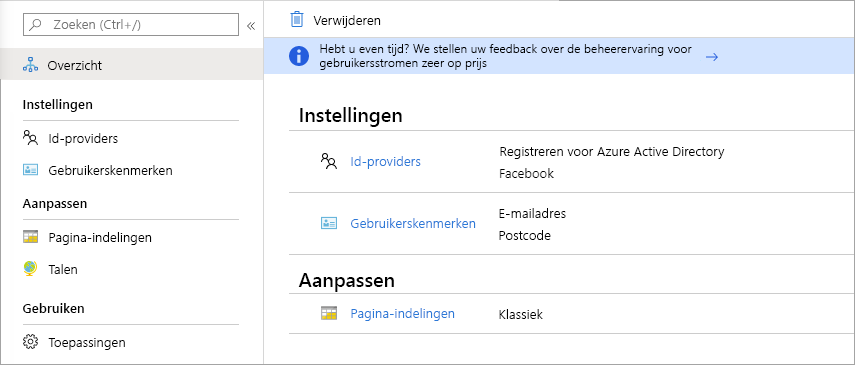 Zoeken (Ctrl+/)
«
Overzicht
Instellingen
Id-providers
Gebruikerskenmerken
Aanpassen
Pagina-indelingen
Talen
Gebruiken
Toepassingen
Verwijderen
Hebt u even tijd? We stellen uw feedback over de beheerervaring voor
gebruikersstromen zeer op prijs →
Instellingen
Id-providers
Registreren voor Azure Active Directory
Facebook
Gebruikerskenmerken
E-mailadres
Postcode
Aanpassen
Pagina-indelingen
Klassiek